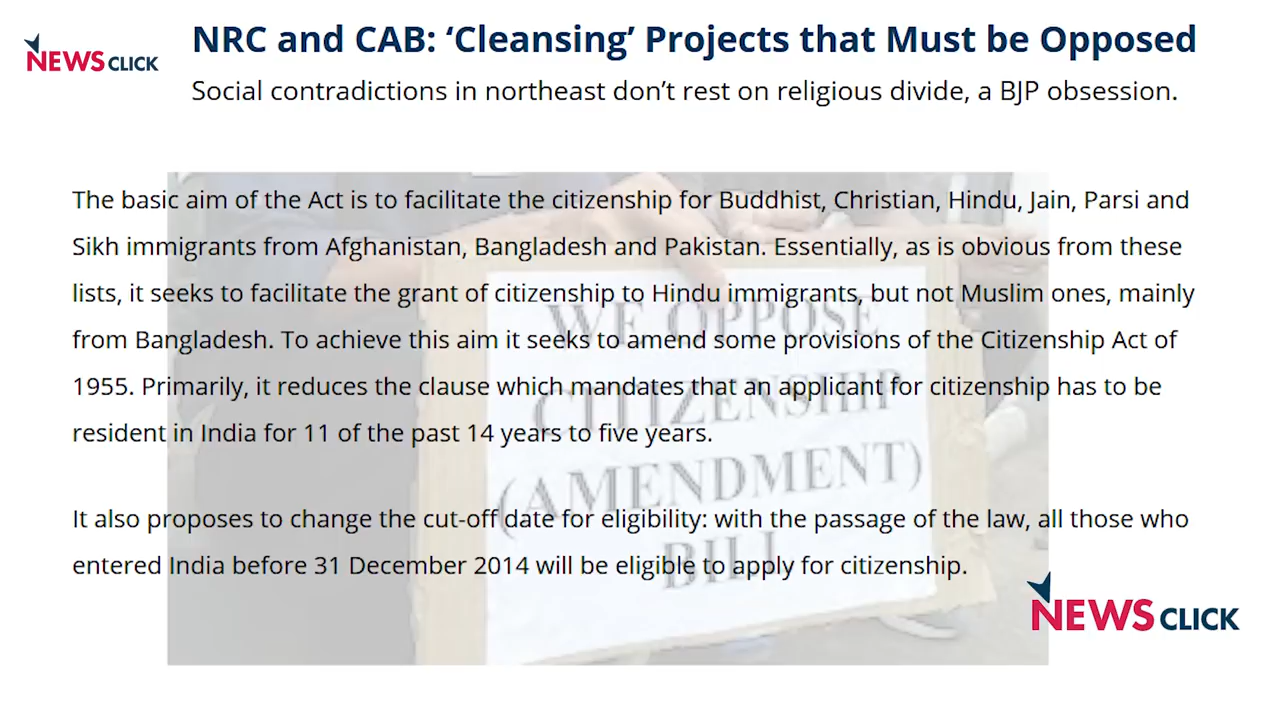 NRC and CAB: ‘Cleansing’ Projects that Must be Opposed
NEWSCLICK
Social contradictions in northeast don’t rest on religious divide, a BJP obsession.
The basic aim of the Act is to facilitate the citizenship for Buddhist, Christian, Hindu, Jain, Parsi and
Sikh immigrants from Afghanistan, Bangladesh and Pakistan. Essentially, as is obvious from these
lists, it seeks to facilitate the grant of citizenship to Hindu immigrants, but not Muslim ones, mainly
from Bangladesh. To achieve this aim it seeks to amend some provisions of the Citizenship Act of
1955. Primarily, it reduces the clause which mandates that an applicant for citizenship has to be
resident in India for 11 of the past 14 years to five years.
It also proposes to change the cut-off date for eligibility: with the passage of the law, all those who
entered India before 31 December 2014 will be eligible to apply for citizenship.
WE OPPOSE
CITIZENSHIP
(AMENDMENT)
BILL
NEWSCLICK